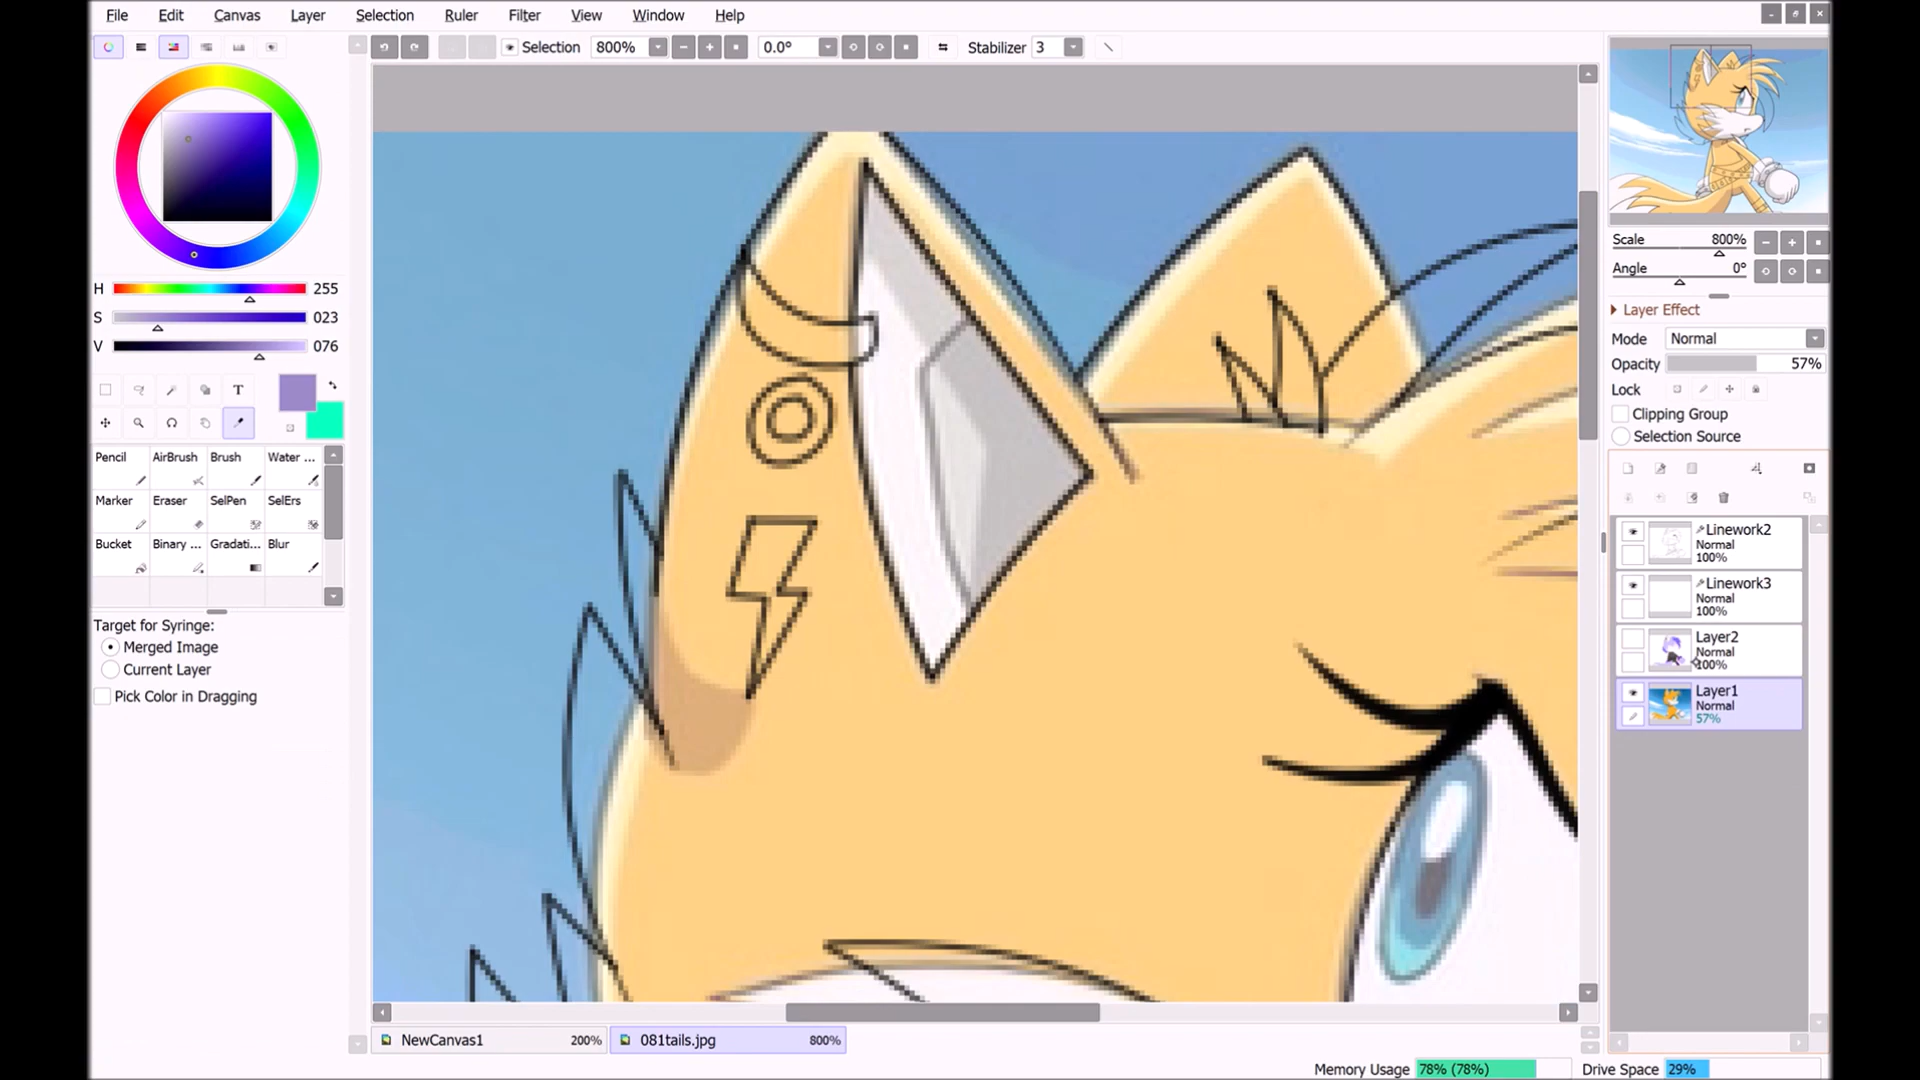 File Edit Canvas Layer Selection Ruler Filter View Window Help
Selection 800% 0.0° Stabilizer 3
H 255
S 023
V 076
T
Pencil AirBrush Brush Water ...
Marker Eraser SelPen SelErs
Bucket Binary ... Gradati... Blur
Target for Syringe:
Merged Image
Current Layer
Pick Color in Dragging
Scale 800%
Angle 0°
Layer Effect
Mode Normal
Opacity 57%
Lock
Clipping Group
Selection Source
Linework2
Normal
100%
Linework3
Normal
100%
Layer2
Normal
100%
Layer1
Normal
57%
NewCanvas1 200% 081tails.jpg 800%
Memory Usage 78% (78%) Drive Space 29%